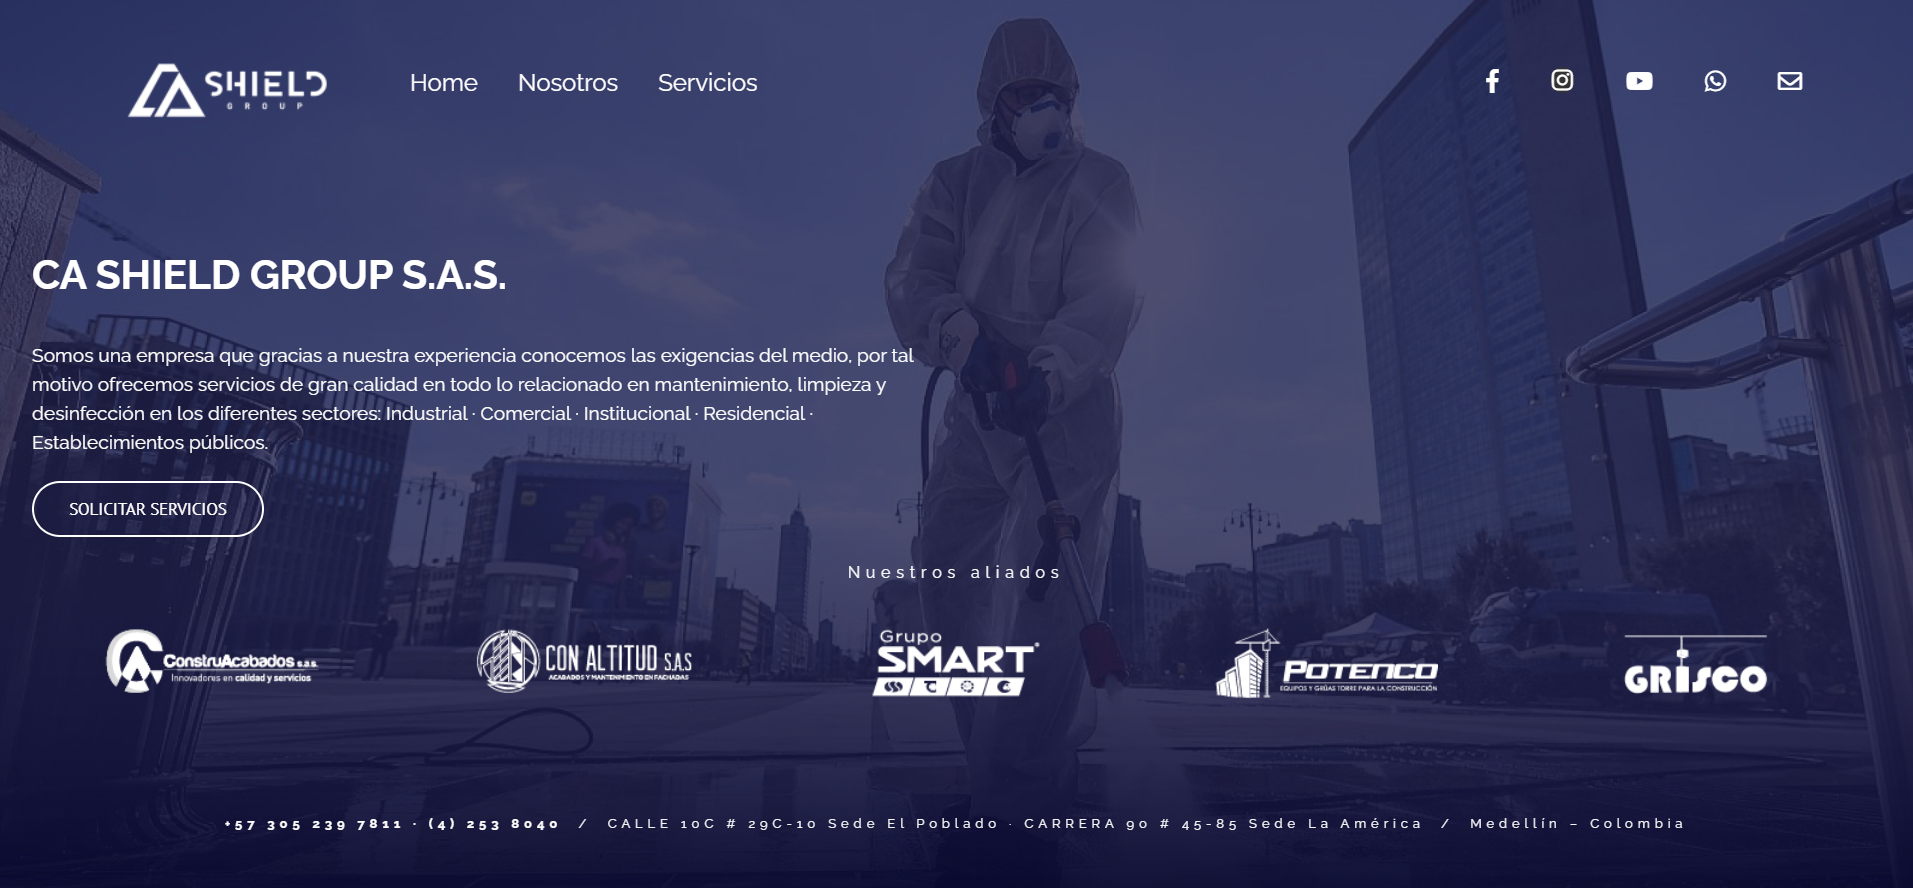 SHIELD
GROUP
Home
Nosotros
Servicios
CA SHIELD GROUP S.A.S.
Somos una empresa que gracias a nuestra experiencia conocemos las exigencias del medio, por tal
motivo ofrecemos servicios de gran calidad en todo lo relacionado en mantenimiento, limpieza y
desinfección en los diferentes sectores: Industrial · Comercial · Institucional · Residencial ·
Establecimientos públicos.
SOLICITAR SERVICIOS
Nuestros aliados
ConstruAcabados s.a.s.
Innovadores en calidad y servicios
CON ALTITUD S.A.S
ACABADOS Y MANTENIMIENTO EN FACHADAS
Grupo
SMART®
POTENCO
EQUIPOS Y GRÚAS TORRE PARA LA CONSTRUCCIÓN
GRISCO
+57 305 239 7811 · (4) 253 8040 / CALLE 10C # 29C-10 Sede El Poblado · CARRERA 90 # 45-85 Sede La América / Medellín – Colombia